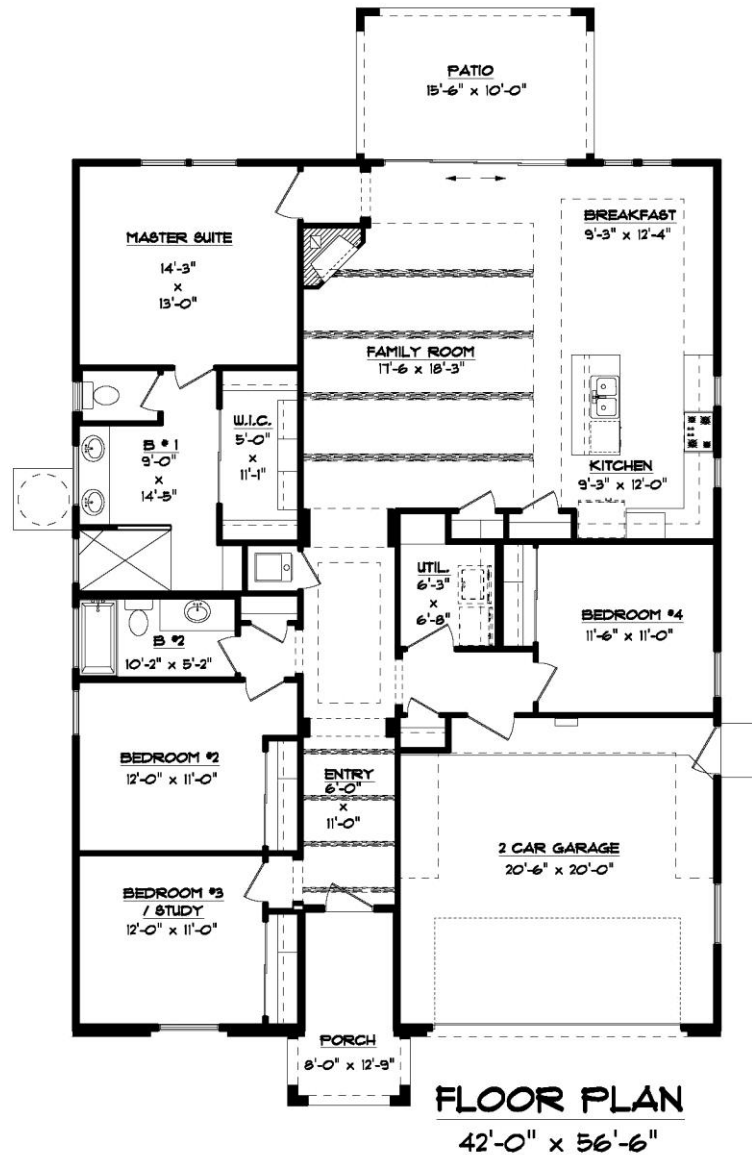 PATIO
15'-6" x 10'-0"
MASTER SUITE
14'-3"
x
13'-0"
BREAKFAST
9'-3" x 12'-4"
FAMILY ROOM
17'-6 x 18'-3"
W.I.C.
5'-0"
x
11'-1"
B #1
9'-0"
x
14'-5"
KITCHEN
9'-3" x 12'-0"
UTIL.
6'-3"
x
6'-8"
BEDROOM #4
11'-6" x 11'-0"
B #2
10'-2" x 5'-2"
BEDROOM #2
12'-0" x 11'-0"
ENTRY
6'-0"
x
11'-0"
2 CAR GARAGE
20'-6" x 20'-0"
BEDROOM #3
/ STUDY
12'-0" x 11'-0"
PORCH
8'-0" x 12'-9"
FLOOR PLAN
42'-0" x 56'-6"